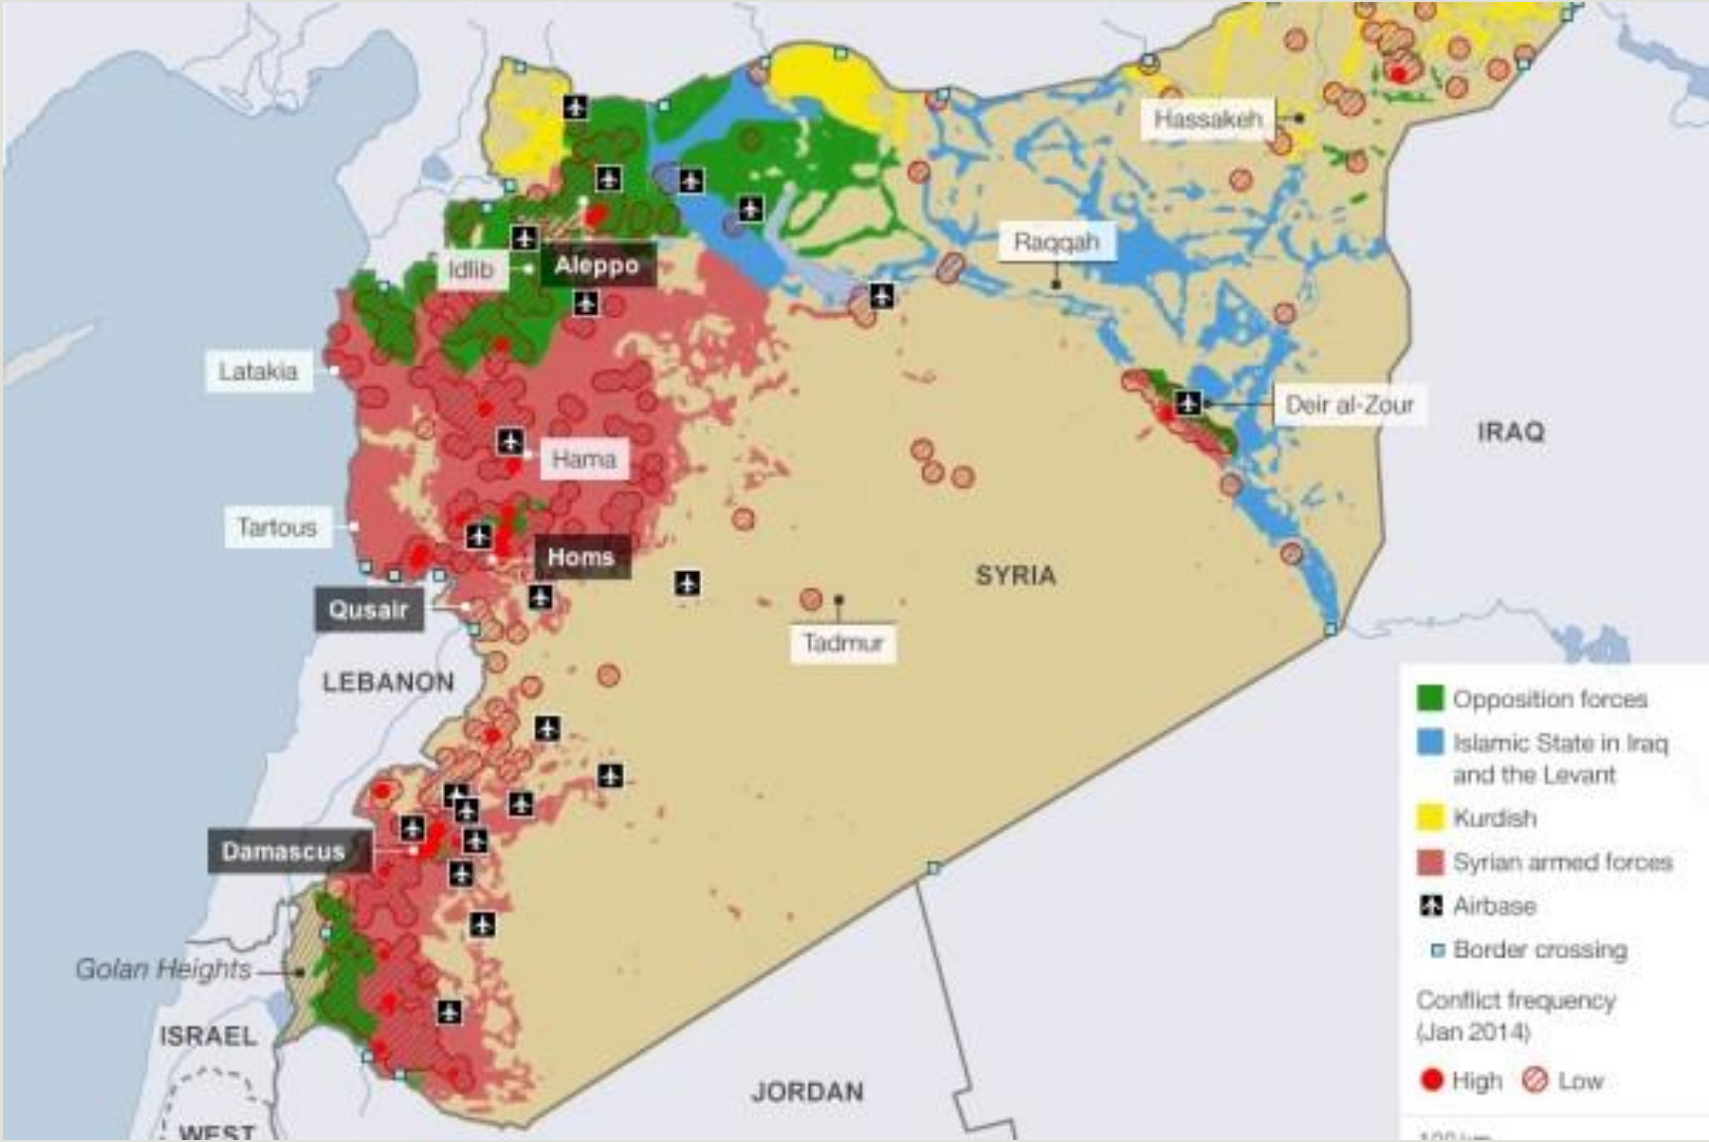 Hassakeh
Raqqah
Idlib
Aleppo
Latakia
Deir al-Zour
IRAQ
Hama
Tartous
Homs
SYRIA
Qusair
Tadmur
LEBANON
Damascus
Golan Heights
ISRAEL
JORDAN
WEST
Opposition forces
Islamic State in Iraq
and the Levant
Kurdish
Syrian armed forces
Airbase
Border crossing
Conflict frequency
(Jan 2014)
High Low